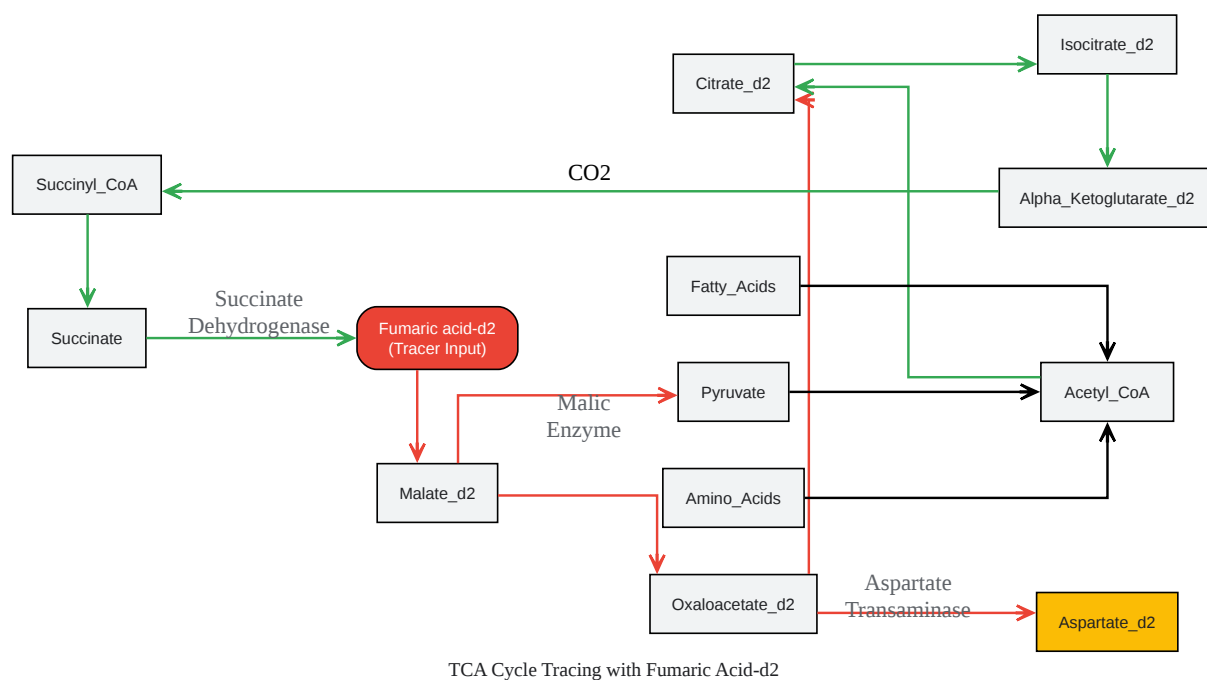 Isocitrate_d2
Citrate_d2
CO2
Succinyl_CoA
Alpha_Ketoglutarate_d2
Fatty_Acids
Succinate
Dehydrogenase
Succinate
Fumaric acid-d2
(Tracer Input)
Pyruvate
Acetyl_CoA
Malic
Enzyme
Malate_d2
Amino_Acids
Oxaloacetate_d2
Aspartate
Transaminase
Aspartate_d2
TCA Cycle Tracing with Fumaric Acid-d2